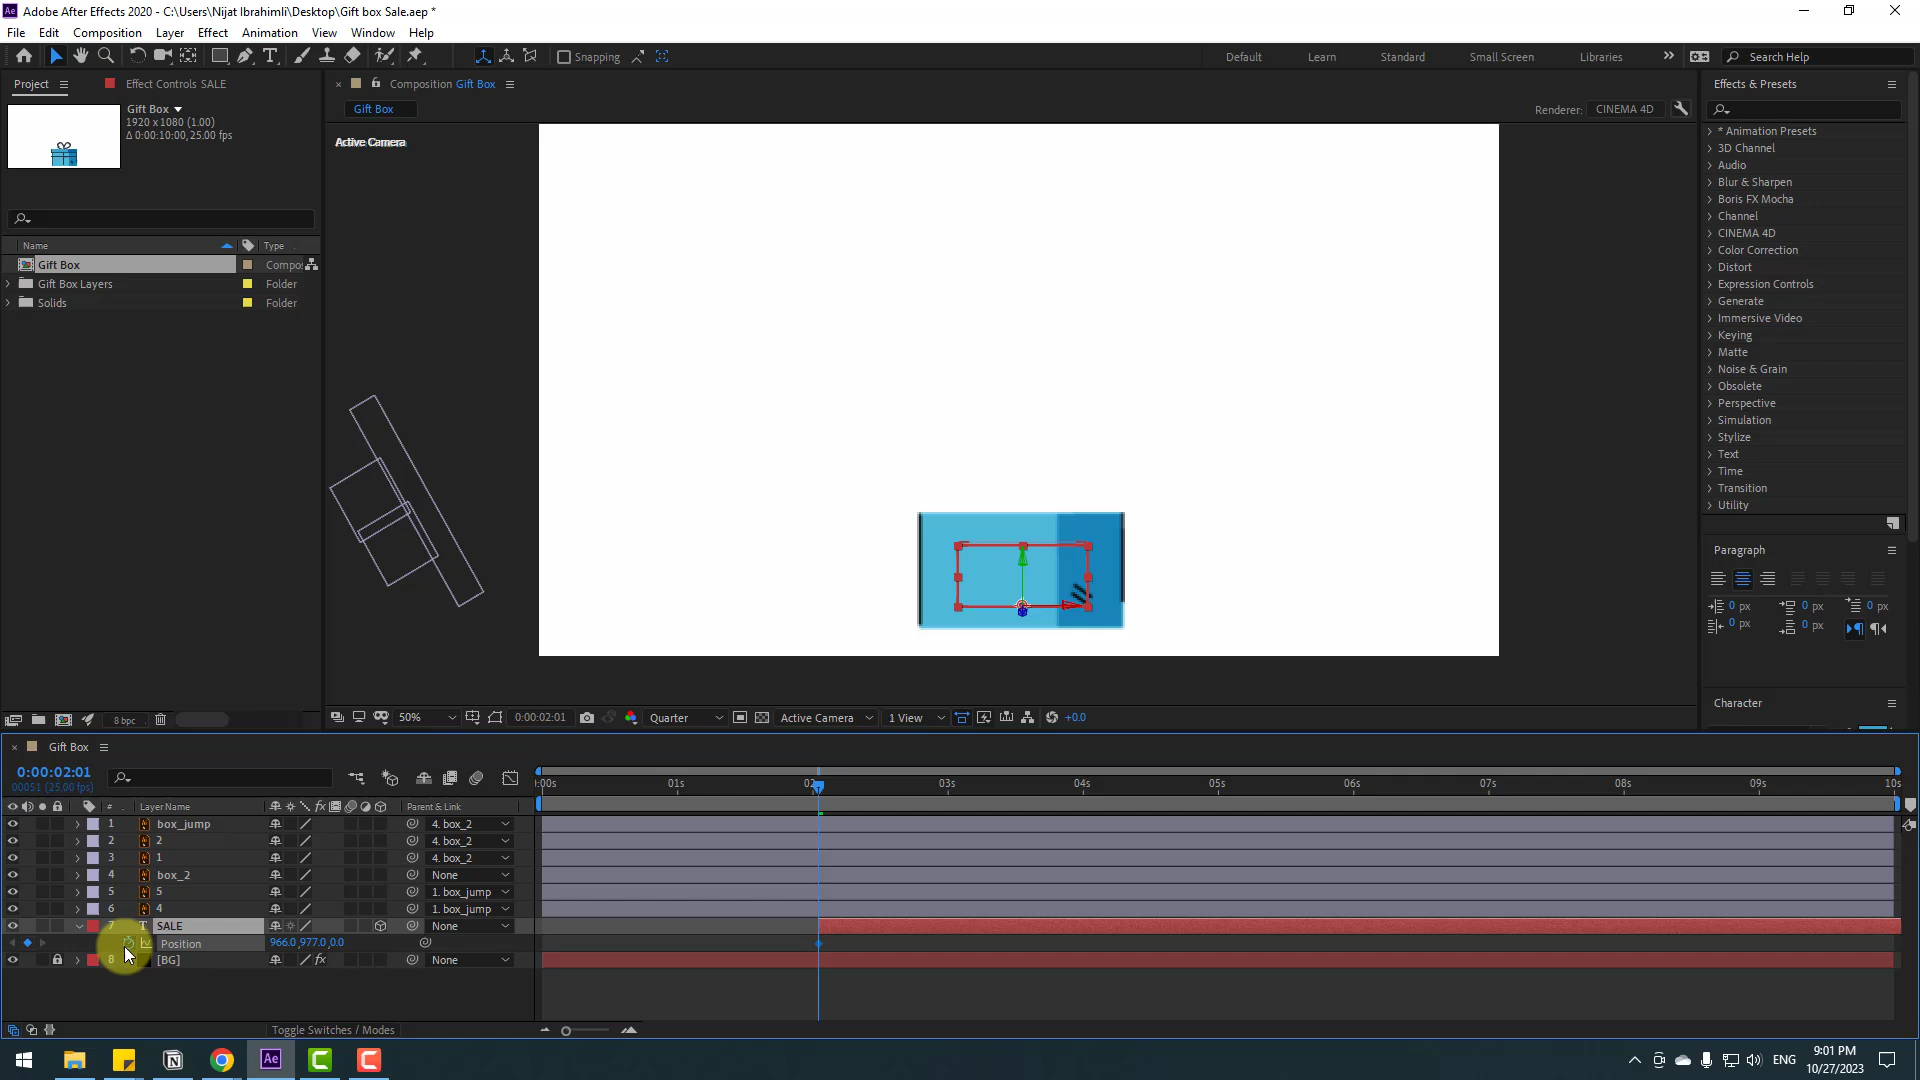 Adobe After Effects 2020 - C:\Users\Nijat Ibrahimli\Desktop\Gift box Sale.aep *
File Edit Composition Layer Effect Animation View Window Help
Snapping Default Learn Standard Small Screen Libraries Search Help
Project Effect Controls SALE
Composition Gift Box
Effects & Presets
Gift Box
Renderer: CINEMA 4D
Gift Box
1920 x 1080 (1.00)
Δ 0:00:10:00, 25.00 fps
Active Camera
Name Type
Gift Box Compo:
Gift Box Layers Folder
Solids Folder
* Animation Presets
3D Channel
Audio
Blur & Sharpen
Boris FX Mocha
Channel
CINEMA 4D
Color Correction
Distort
Expression Controls
Generate
Immersive Video
Keying
Matte
Noise & Grain
Obsolete
Perspective
Simulation
Stylize
Text
Time
Transition
Utility
Paragraph
0 px 0 px 0 px
0 px 0 px
Character
8 bpc
50% 0:00:02:01 Quarter Active Camera 1 View +0.0
Gift Box
0:00:02:01
00051 (25.00 fps)
:00s 01s 02 03s 04s 05s 06s 07s 08s 09s 10s
# Layer Name Parent & Link
1 box_jump 4. box_2
2 2 4. box_2
3 1 4. box_2
4 box_2 None
5 5 1. box_jump
6 4 1. box_jump
7 T SALE None
Position 966.0,977.0,0.0
8 [BG] None
Toggle Switches / Modes
ENG
9:01 PM
10/27/2023